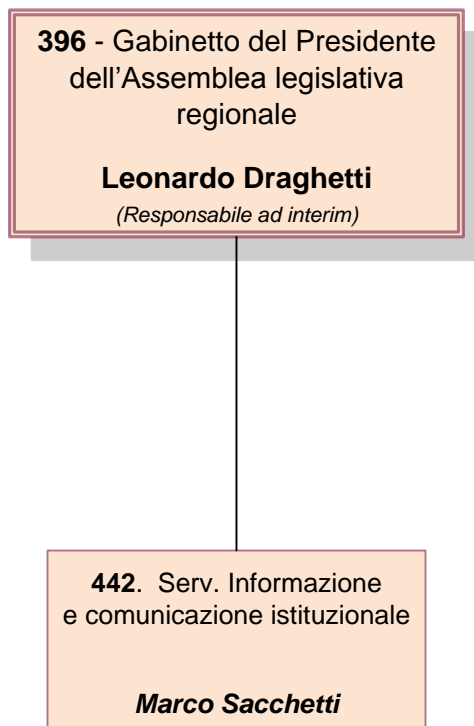 396 - Gabinetto del Presidente
dell'Assemblea legislativa
regionale
Leonardo Draghetti
(Responsabile ad interim)
442. Serv. Informazione
e comunicazione istituzionale
Marco Sacchetti